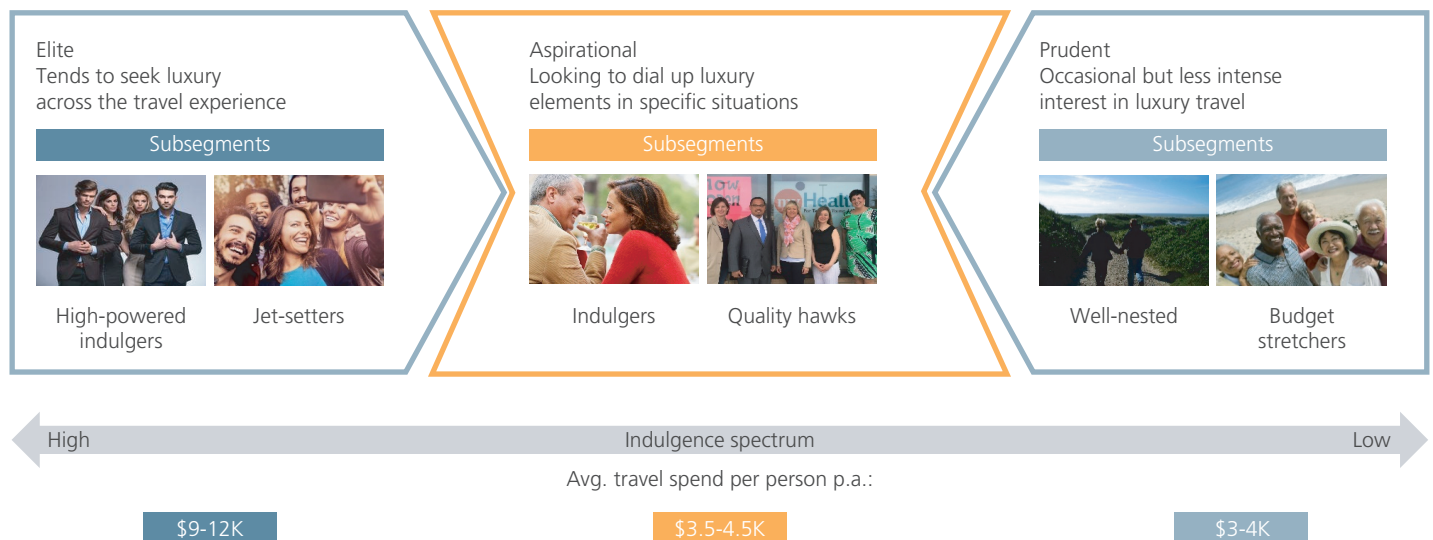 Elite
Tends to seek luxury
across the travel experience
Subsegments
High-powered
indulgers
Jet-setters
Aspirational
Looking to dial up luxury
elements in specific situations
Subsegments
Indulgers
Quality hawks
Prudent
Occasional but less intense
interest in luxury travel
Subsegments
Well-nested
Budget
stretchers
High
Indulgence spectrum
Low
Avg. travel spend per person p.a.:
$9-12K
$3.5-4.5K
$3-4K